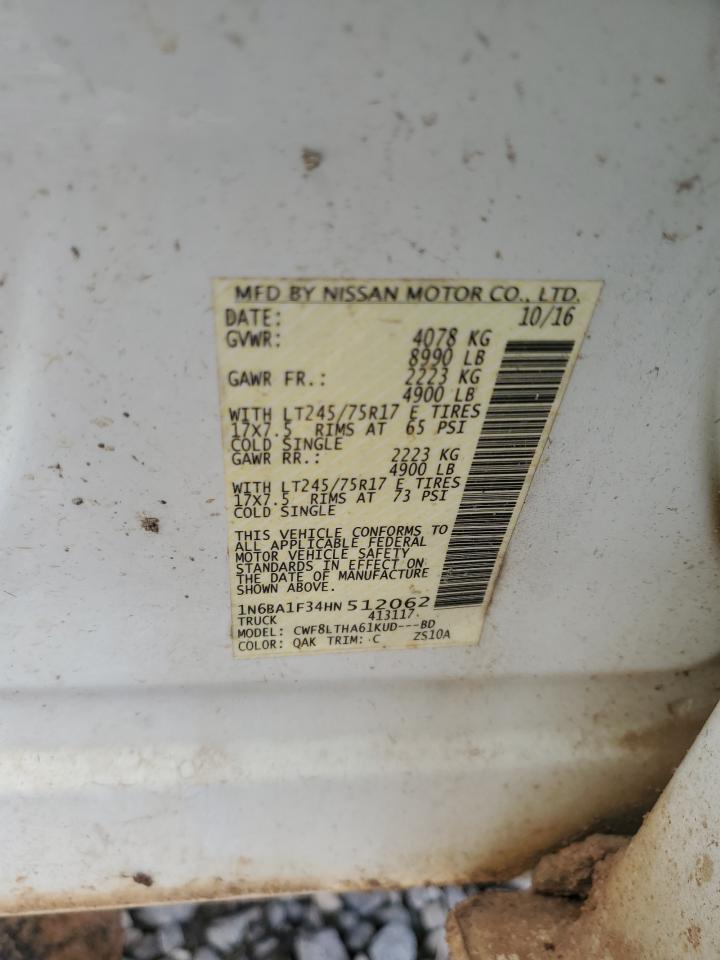 MFD BY NISSAN MOTOR CO., LTD.
DATE: 10/16
GVWR: 4078 KG
8990 LB
GAWR FR.: 2223 KG
4900 LB
WITH LT245/75R17 E TIRES
17X7.5 RIMS AT 65 PSI
COLD SINGLE
GAWR RR.: 2223 KG
4900 LB
WITH LT245/75R17 E TIRES
17X7.5 RIMS AT 73 PSI
COLD SINGLE
THIS VEHICLE CONFORMS TO
ALL APPLICABLE FEDERAL
MOTOR VEHICLE SAFETY
STANDARDS IN EFFECT ON
THE DATE OF MANUFACTURE
SHOWN ABOVE.
1N6BA1F34HN512062
TRUCK 413117
MODEL: CWF8LTHA61KUD---BD
COLOR: QAK TRIM: C ZS10A